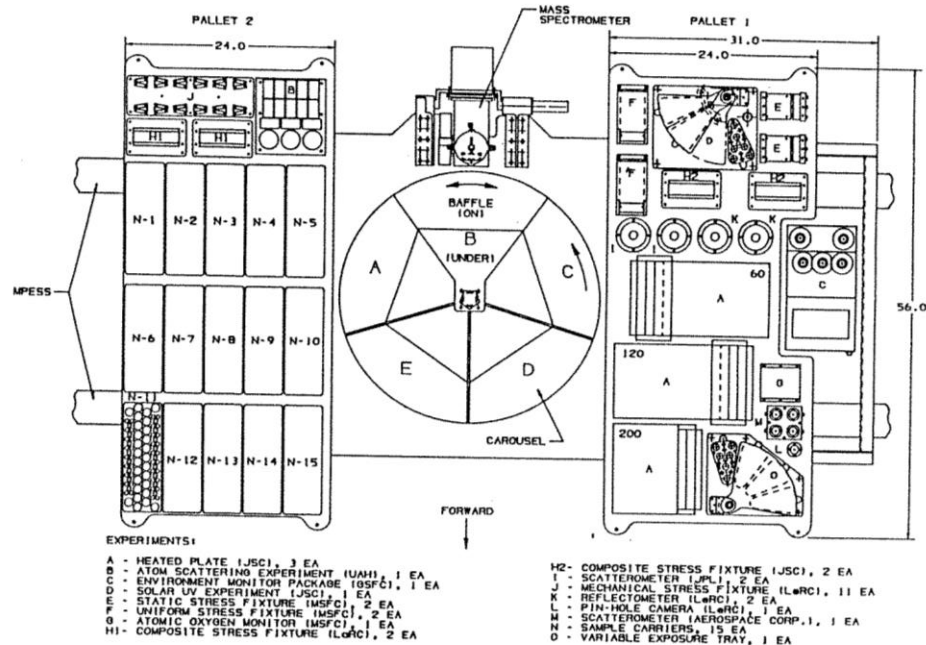 PALLET 2
24.0
MASS
SPECTROMETER
PALLET 1
31.0
24.0
J
B
H1
H1
F
D
E
E
F
H2
H2
N-1
N-2
N-3
N-4
N-5
BAFFLE
(ON)
B
(UNDER)
A
C
K
K
I
I
C
MPESS
60
A
56.0
N-6
N-7
N-8
N-9
N-10
E
D
120
A
G
M
N-11
CAROUSEL
200
A
L
O
N-12
N-13
N-14
N-15
FORWARD
EXPERIMENTS:
A - HEATED PLATE (JSC), 3 EA
B - ATOM SCATTERING EXPERIMENT (UAH), 1 EA
C - ENVIRONMENT MONITOR PACKAGE (GSFC), 1 EA
D - SOLAR UV EXPERIMENT (JSC), 1 EA
E - STATIC STRESS FIXTURE (MSFC), 2 EA
F - UNIFORM STRESS FIXTURE (MSFC), 2 EA
G - ATOMIC OXYGEN MONITOR (MSFC), 1 EA
H1- COMPOSITE STRESS FIXTURE (LaRC), 2 EA
H2- COMPOSITE STRESS FIXTURE (JSC), 2 EA
I - SCATTEROMETER (JPL), 2 EA
J - MECHANICAL STRESS FIXTURE (LeRC), 11 EA
K - REFLECTOMETER (LeRC), 2 EA
L - PIN-HOLE CAMERA (LeRC), 1 EA
M - SCATTEROMETER (AEROSPACE CORP.), 1 EA
N - SAMPLE CARRIERS, 15 EA
O - VARIABLE EXPOSURE TRAY, 1 EA